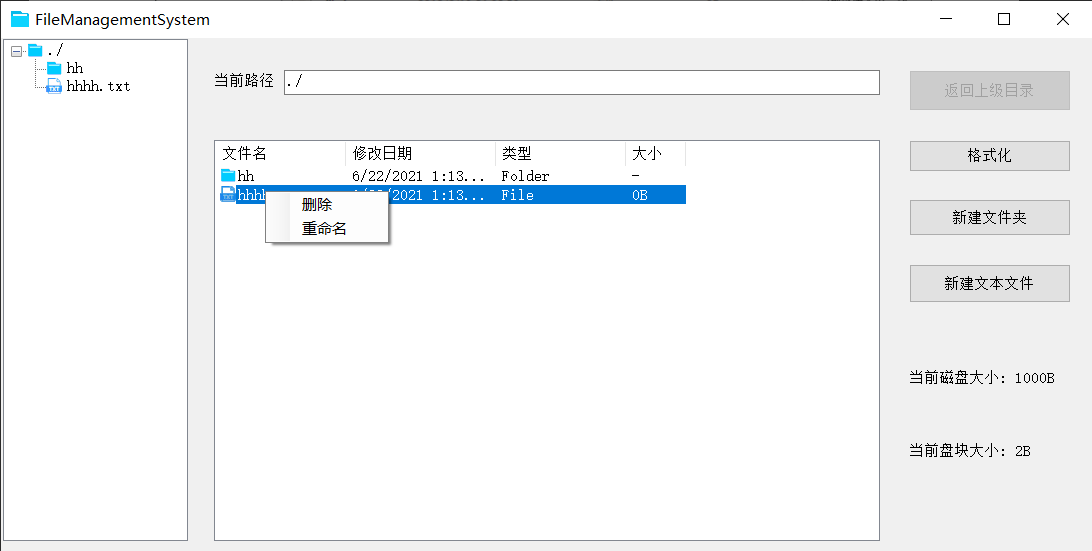 FileManagementSystem
./
hh
hhhh.txt
当前路径 ./
返回上级目录
文件名 修改日期 类型 大小
hh 6/22/2021 1:13... Folder -
hhhh 1:13... File 0B
删除
重命名
格式化
新建文件夹
新建文本文件
当前磁盘大小: 1000B
当前盘块大小: 2B